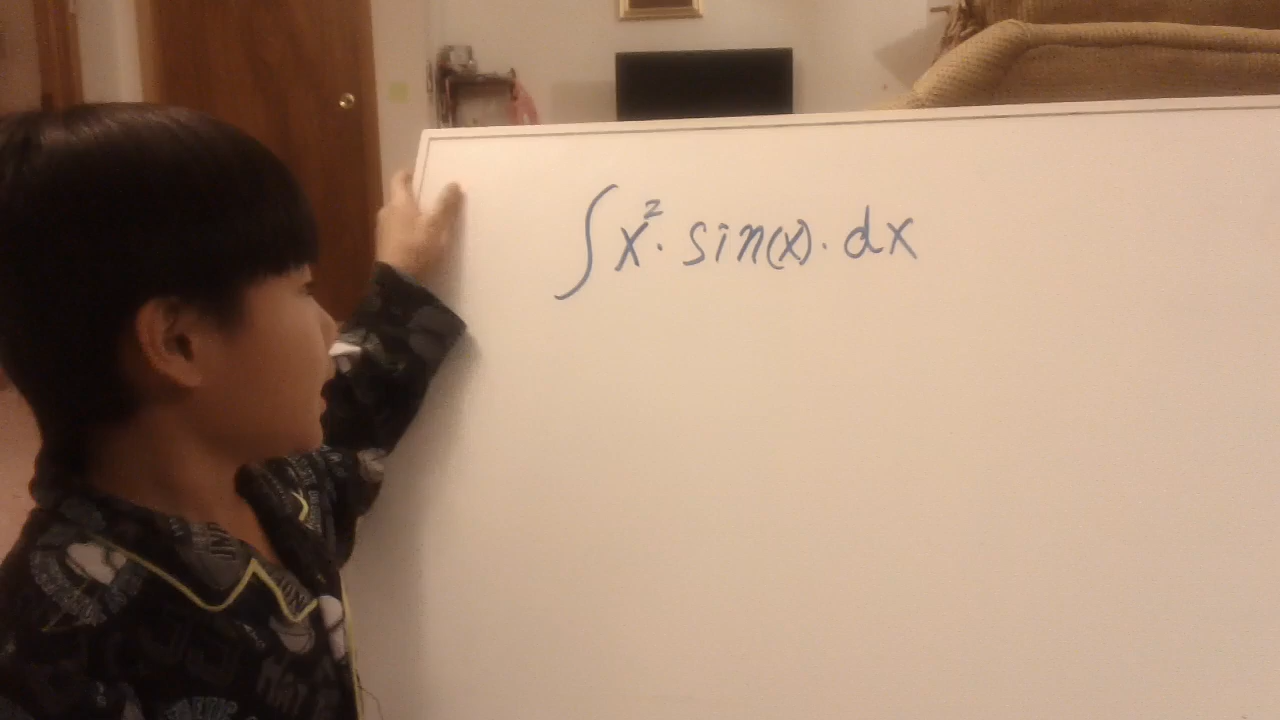 ∫ x²· sin(x)· dx